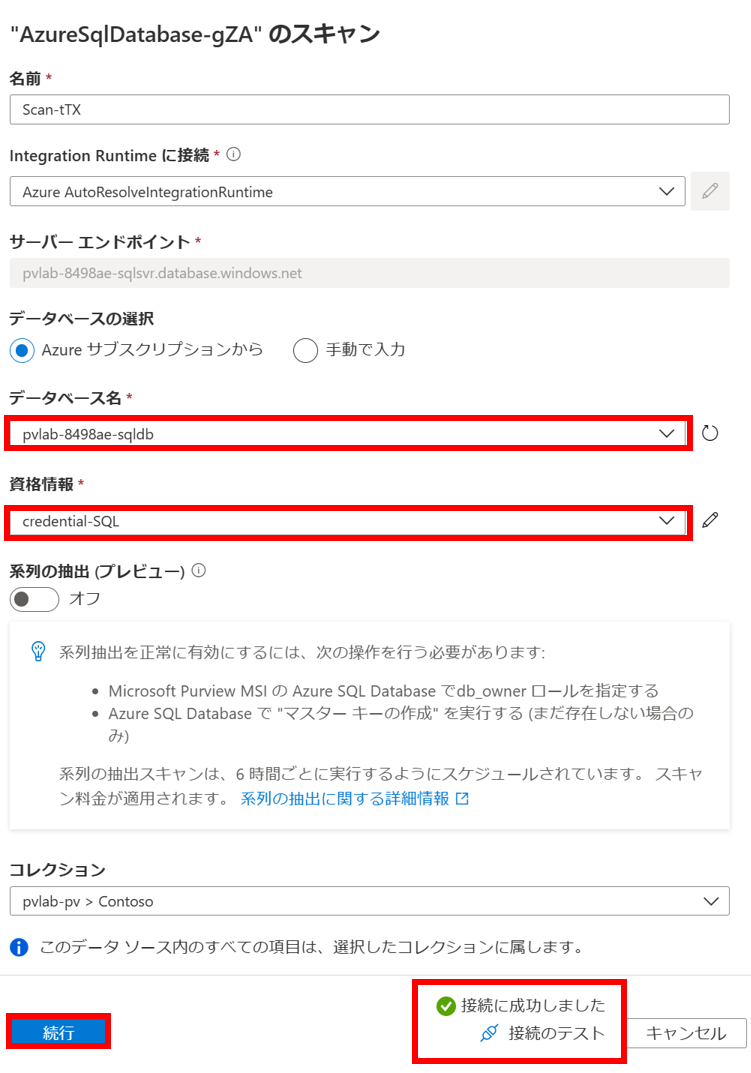 "AzureSqlDatabase-gZA" のスキャン
名前 *
Scan-tTX
Integration Runtime に接続 *
Azure AutoResolveIntegrationRuntime
サーバー エンドポイント *
pvlab-8498ae-sqlsvr.database.windows.net
データベースの選択
Azure サブスクリプションから 手動で入力
データベース名 *
pvlab-8498ae-sqldb
資格情報 *
credential-SQL
系列の抽出 (プレビュー)
オフ
系列抽出を正常に有効にするには、次の操作を行う必要があります:
• Microsoft Purview MSI の Azure SQL Database でdb_owner ロールを指定する
• Azure SQL Database で "マスター キーの作成" を実行する (まだ存在しない場合の
み)
系列の抽出スキャンは、6 時間ごとに実行するようにスケジュールされています。 スキャ
ン料金が適用されます。 系列の抽出に関する詳細情報
コレクション
pvlab-pv > Contoso
このデータ ソース内のすべての項目は、選択したコレクションに属します。
接続に成功しました
続行 接続のテスト キャンセル